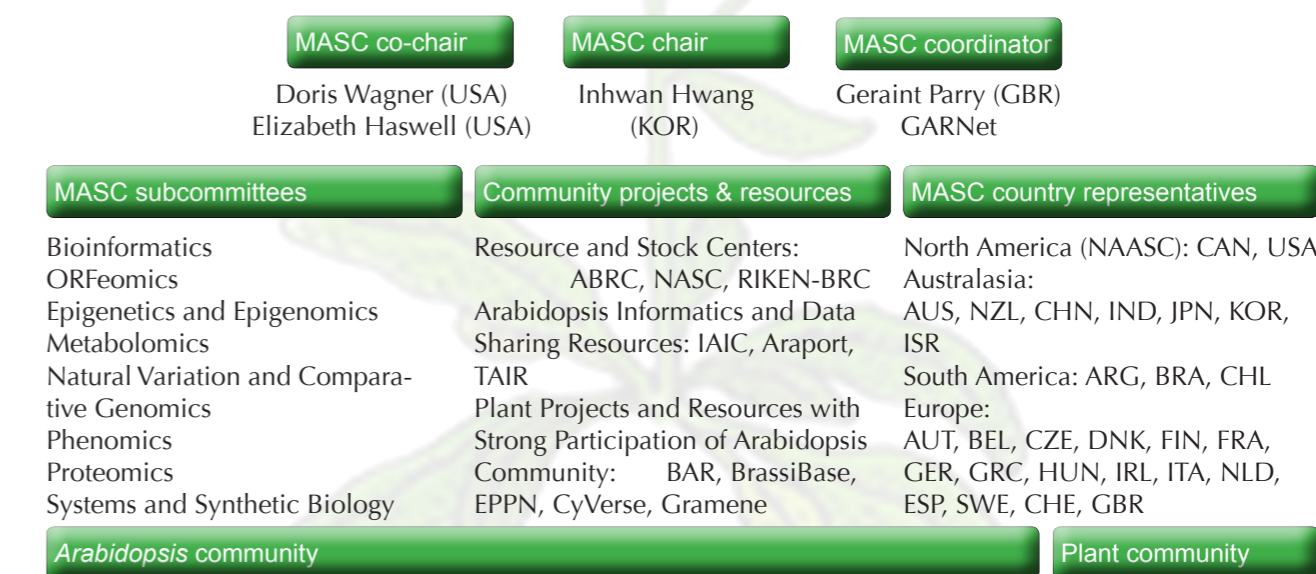 MASC co-chair
Doris Wagner (USA)
Elizabeth Haswell (USA)
MASC chair
Inhwan Hwang
(KOR)
MASC coordinator
Geraint Parry (GBR)
GARNet
MASC subcommittees
Bioinformatics
ORFeomics
Epigenetics and Epigenomics
Metabolomics
Natural Variation and Compara-
tive Genomics
Phenomics
Proteomics
Systems and Synthetic Biology
Community projects & resources
Resource and Stock Centers:
ABRC, NASC, RIKEN-BRC
Arabidopsis Informatics and Data
Sharing Resources: IAIC, Araport,
TAIR
Plant Projects and Resources with
Strong Participation of Arabidopsis
Community: BAR, BrassiBase,
EPPN, CyVerse, Gramene
MASC country representatives
North America (NAASC): CAN, USA
Australasia:
AUS, NZL, CHN, IND, JPN, KOR,
ISR
South America: ARG, BRA, CHL
Europe:
AUT, BEL, CZE, DNK, FIN, FRA,
GER, GRC, HUN, IRL, ITA, NLD,
ESP, SWE, CHE, GBR
Arabidopsis community
Plant community